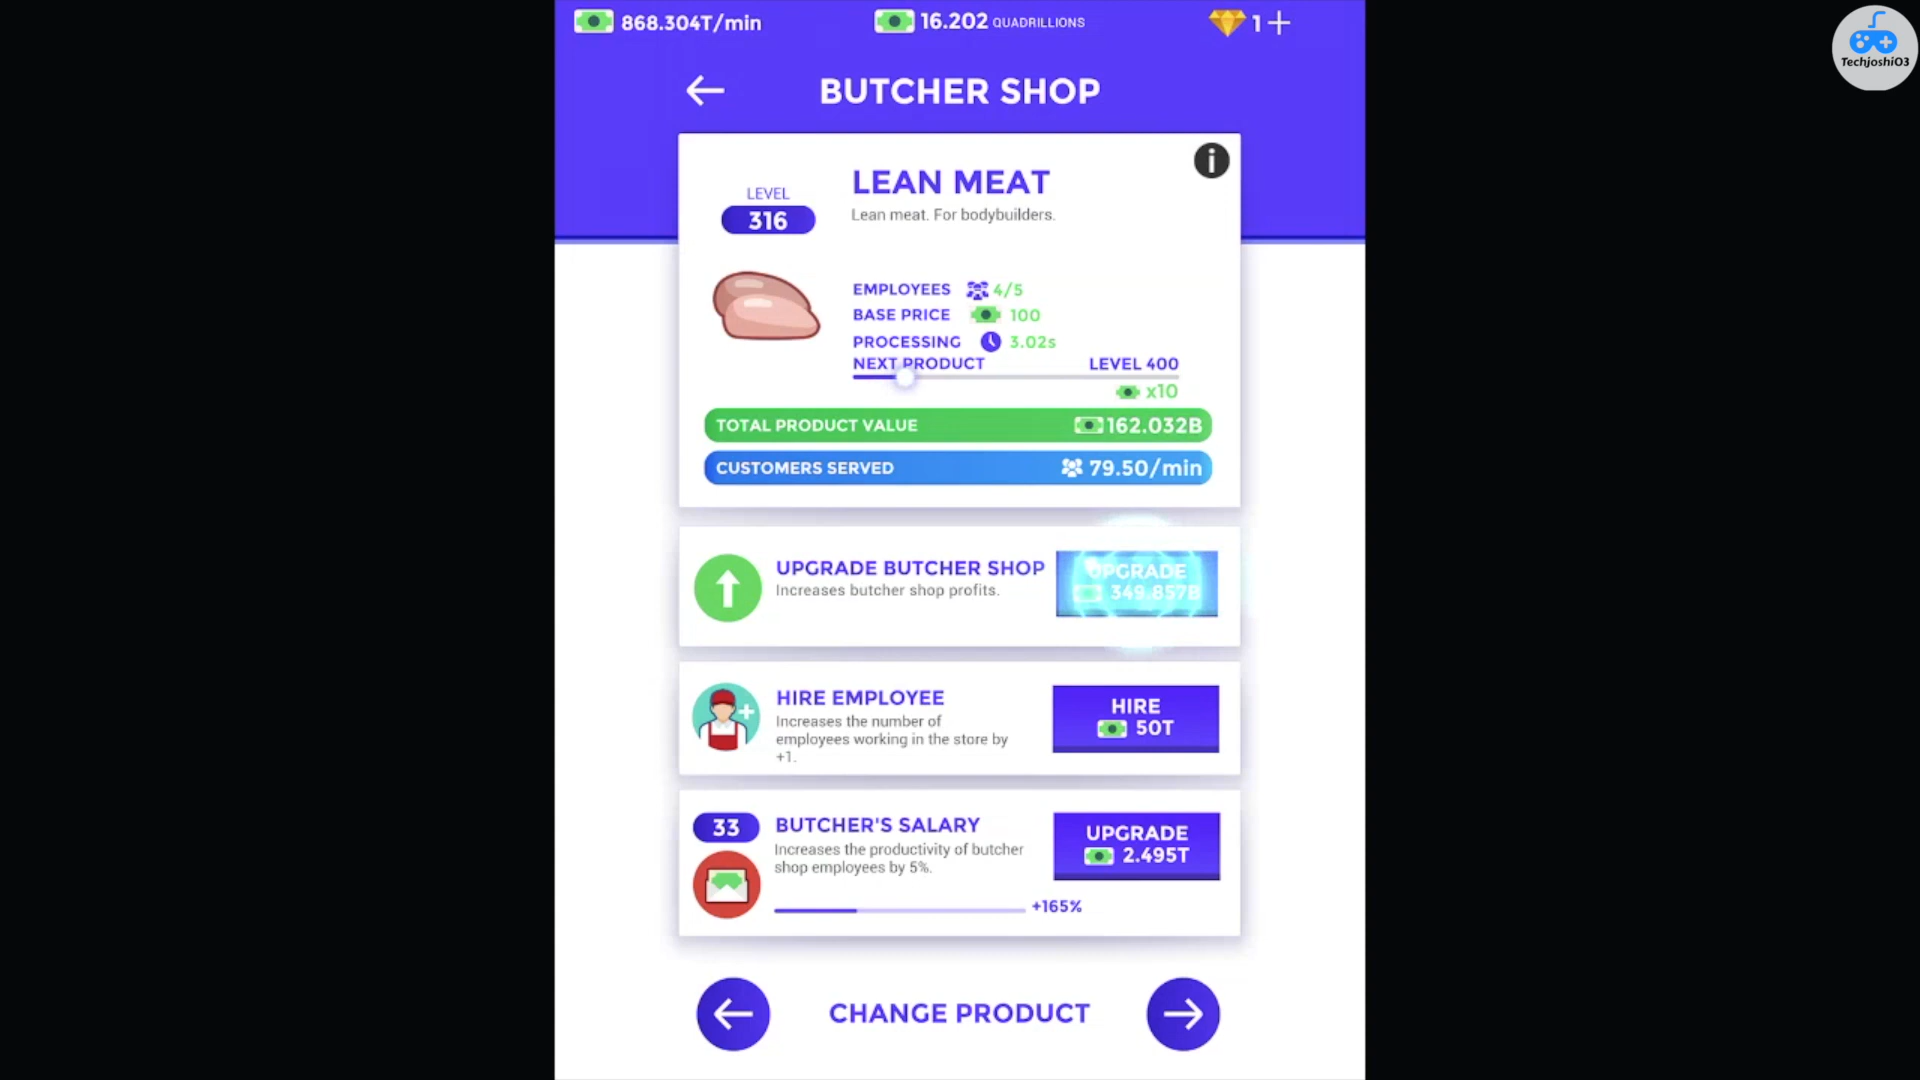 868.304T/min
16.202 QUADRILLIONS
1
TechjoshiO3
BUTCHER SHOP
LEVEL
316
LEAN MEAT
Lean meat. For bodybuilders.
EMPLOYEES 4/5
BASE PRICE 100
PROCESSING 3.02s
NEXT PRODUCT LEVEL 400
x10
TOTAL PRODUCT VALUE 162.032B
CUSTOMERS SERVED 79.50/min
UPGRADE BUTCHER SHOP
Increases butcher shop profits.
UPGRADE
349.857B
HIRE EMPLOYEE
Increases the number of
employees working in the store by
+1.
HIRE
50T
33
BUTCHER'S SALARY
Increases the productivity of butcher
shop employees by 5%.
+165%
UPGRADE
2.495T
CHANGE PRODUCT